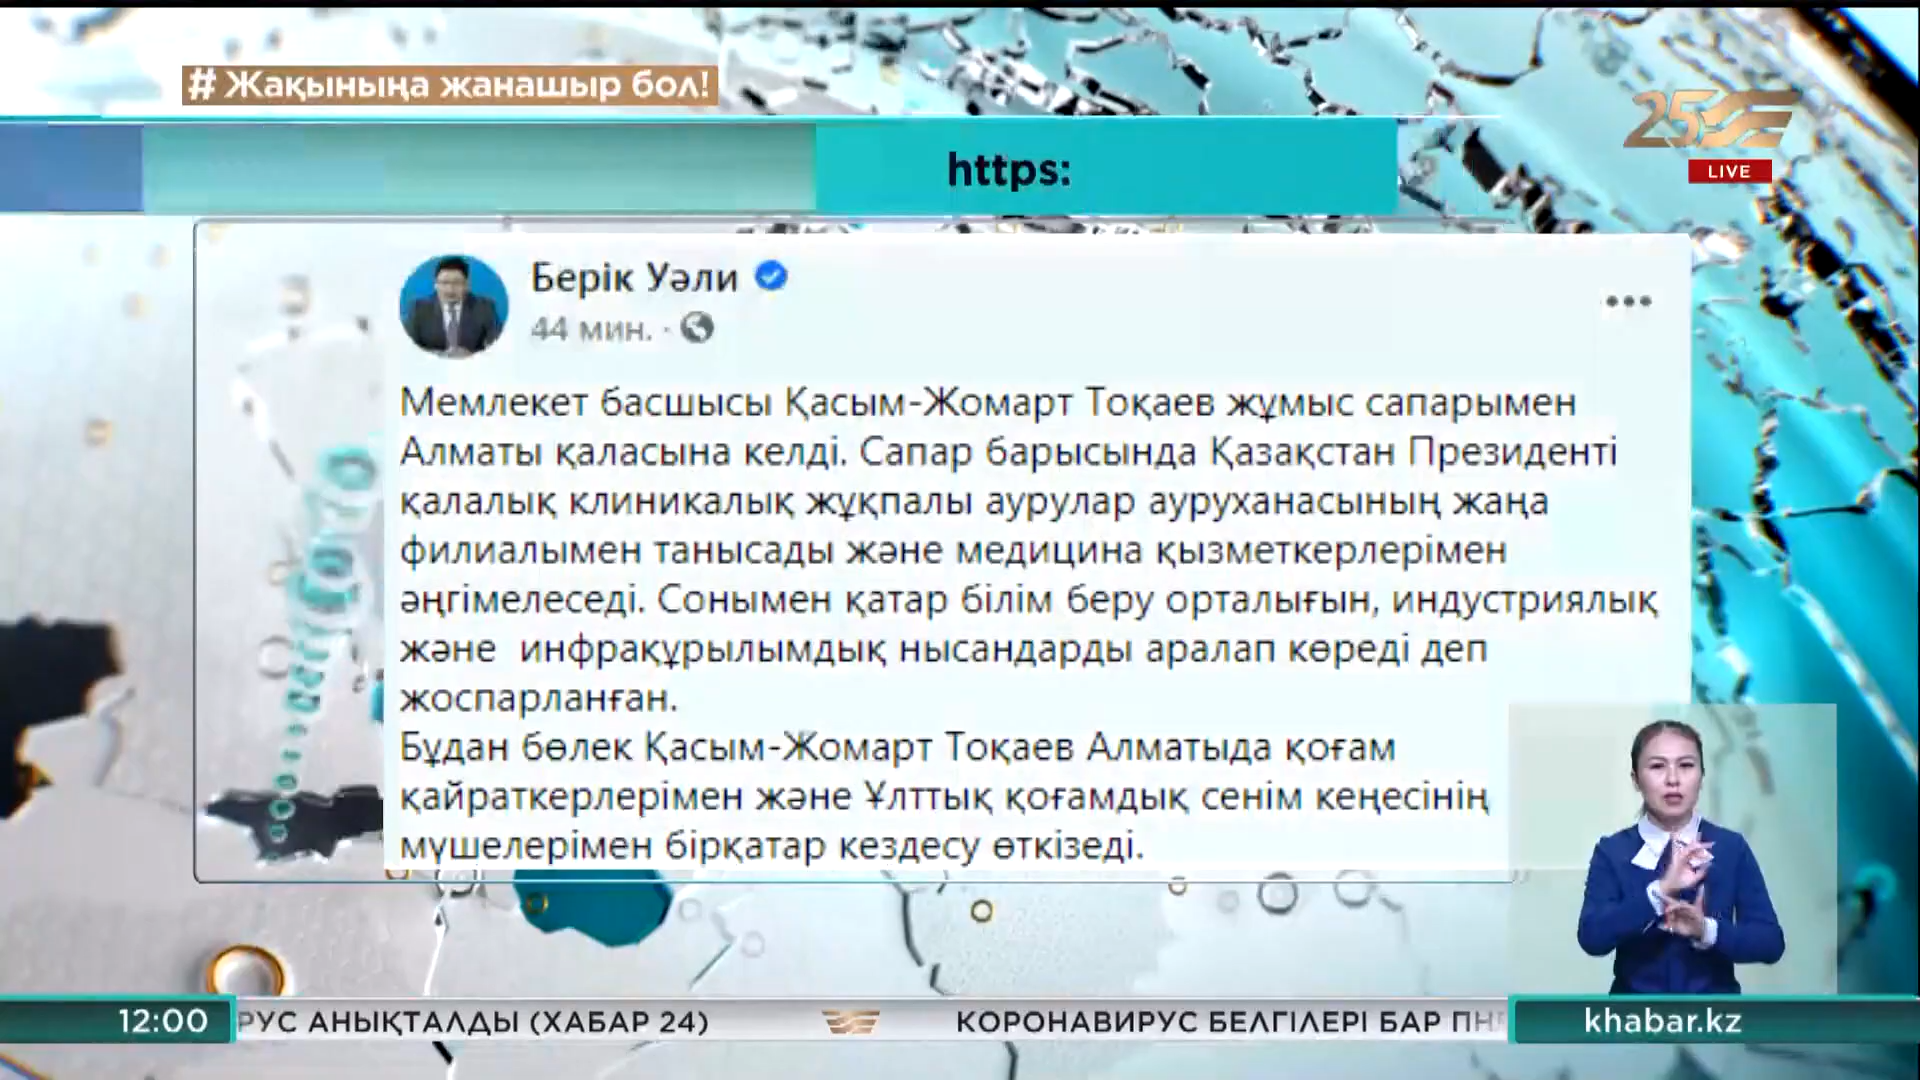 # Жақыныңа жанашыр бол!
25
LIVE
https:
Берік Уәли
44 мин. ·
Мемлекет басшысы Қасым-Жомарт Тоқаев жұмыс сапарымен
Алматы қаласына келді. Сапар барысында Қазақстан Президенті
қалалық клиникалық жұқпалы аурулар ауруханасының жаңа
филиалымен танысады және медицина қызметкерлерімен
әңгімелеседі. Сонымен қатар білім беру орталығын, индустриялық
және инфрақұрылымдық нысандарды аралап көреді деп
жоспарланған.
Бұдан бөлек Қасым-Жомарт Тоқаев Алматыда қоғам
қайраткерлерімен және Ұлттық қоғамдық сенім кеңесінің
мүшелерімен бірқатар кездесу өткізеді.
12:00
РУС АНЫҚТАЛДЫ (ХАБАР 24)
КОРОНАВИРУС БЕЛГІЛЕРІ БАР ПН
khabar.kz